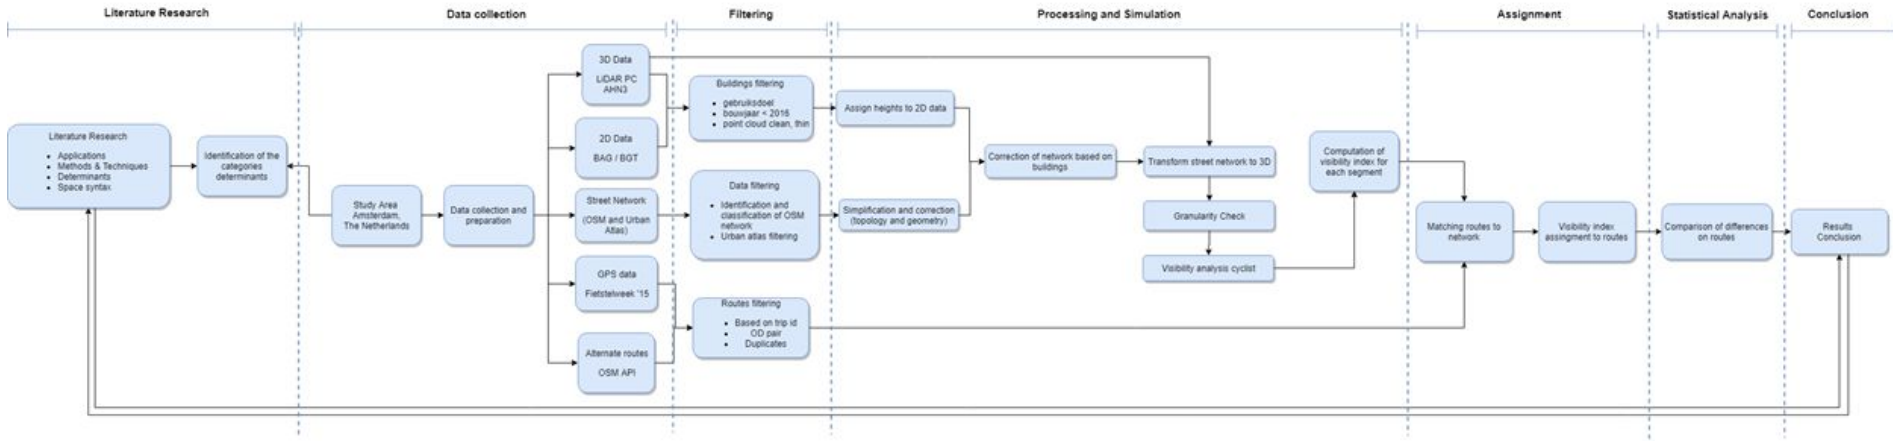 Literature Research
Data collection
Filtering
Processing and Simulation
Assignment
Statistical Analysis
Conclusion
Literature Research
• Applications
• Methods & Techniques
• Determinants
• Space syntax
Identification of the
categories
determinants
Study Area
Amsterdam,
The Netherlands
Data collection and
preparation
3D Data
LiDAR PC
AHN3
2D Data
BAG / BGT
Street Network
(OSM and Urban
Atlas)
GPS data
Fietstelweek '15
Alternate routes
OSM API
Buildings filtering
• gebruiksdoel
• bouwjaar < 2016
• point cloud clean, thin
Data filtering
• Identification and
classification of OSM
network
• Urban atlas filtering
Routes filtering
• Based on trip id
• OD pair
• Duplicates
Assign heights to 2D data
Simplification and correction
(topology and geometry)
Correction of network based on
buildings
Transform street network to 3D
Granularity Check
Visibility analysis cyclist
Computation of
visibility index for
each segment
Matching routes to
network
Visibility index
assingment to routes
Comparison of differences
on routes
Results
Conclusion